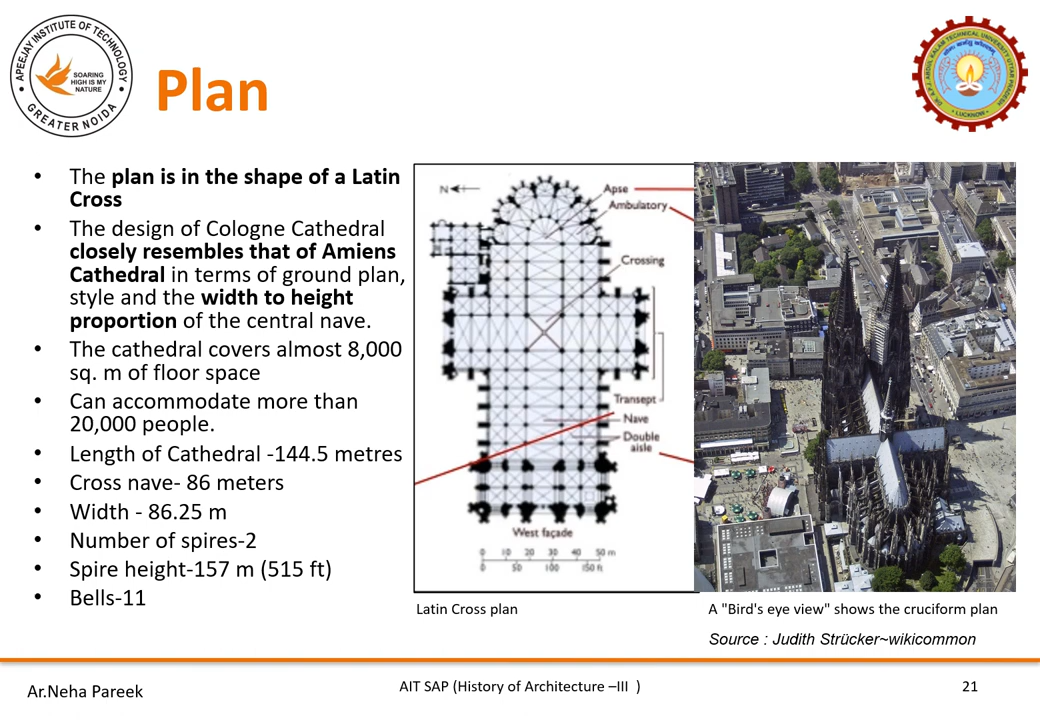 APEEJAY INSTITUTE OF TECHNOLOGY
SOARING
HIGH IS MY
NATURE
GREATER NOIDA
Plan
• The plan is in the shape of a Latin
Cross
• The design of Cologne Cathedral
closely resembles that of Amiens
Cathedral in terms of ground plan,
style and the width to height
proportion of the central nave.
• The cathedral covers almost 8,000
sq. m of floor space
• Can accommodate more than
20,000 people.
• Length of Cathedral -144.5 metres
• Cross nave- 86 meters
• Width - 86.25 m
• Number of spires-2
• Spire height-157 m (515 ft)
• Bells-11
N
Apse
Ambulatory
Crossing
Transept
Nave
Double
aisle
West façade
0 10 20 30 40 50 m
0 50 100 150 ft
Latin Cross plan
A "Bird's eye view" shows the cruciform plan
Source : Judith Strücker~wikicommon
Ar.Neha Pareek
AIT SAP (History of Architecture –III )
21